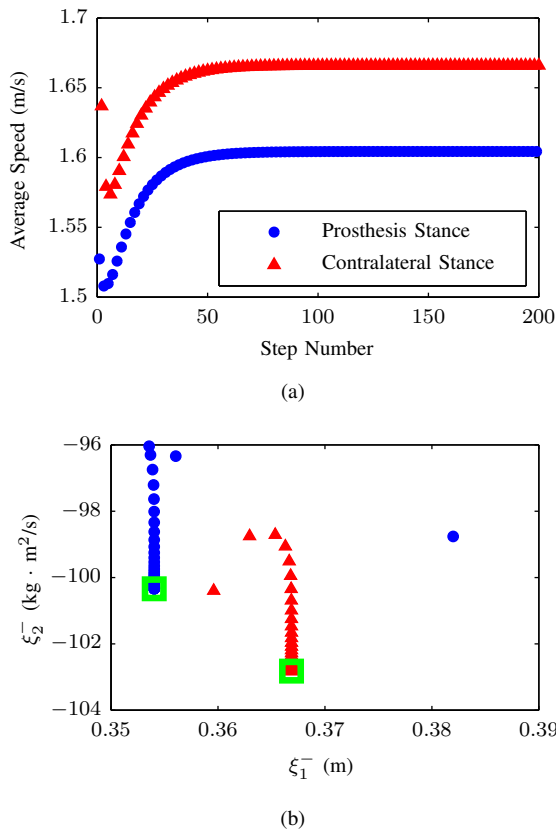 1.7
1.65
1.6
1.55
1.5
Average Speed (m/s)
Prosthesis Stance
Contralateral Stance
0 50 100 150 200
Step Number
(a)
−96
−98
−100
−102
−104
ξ₂⁻ (kg · m²/s)
0.35 0.36 0.37 0.38 0.39
ξ₁⁻ (m)
(b)